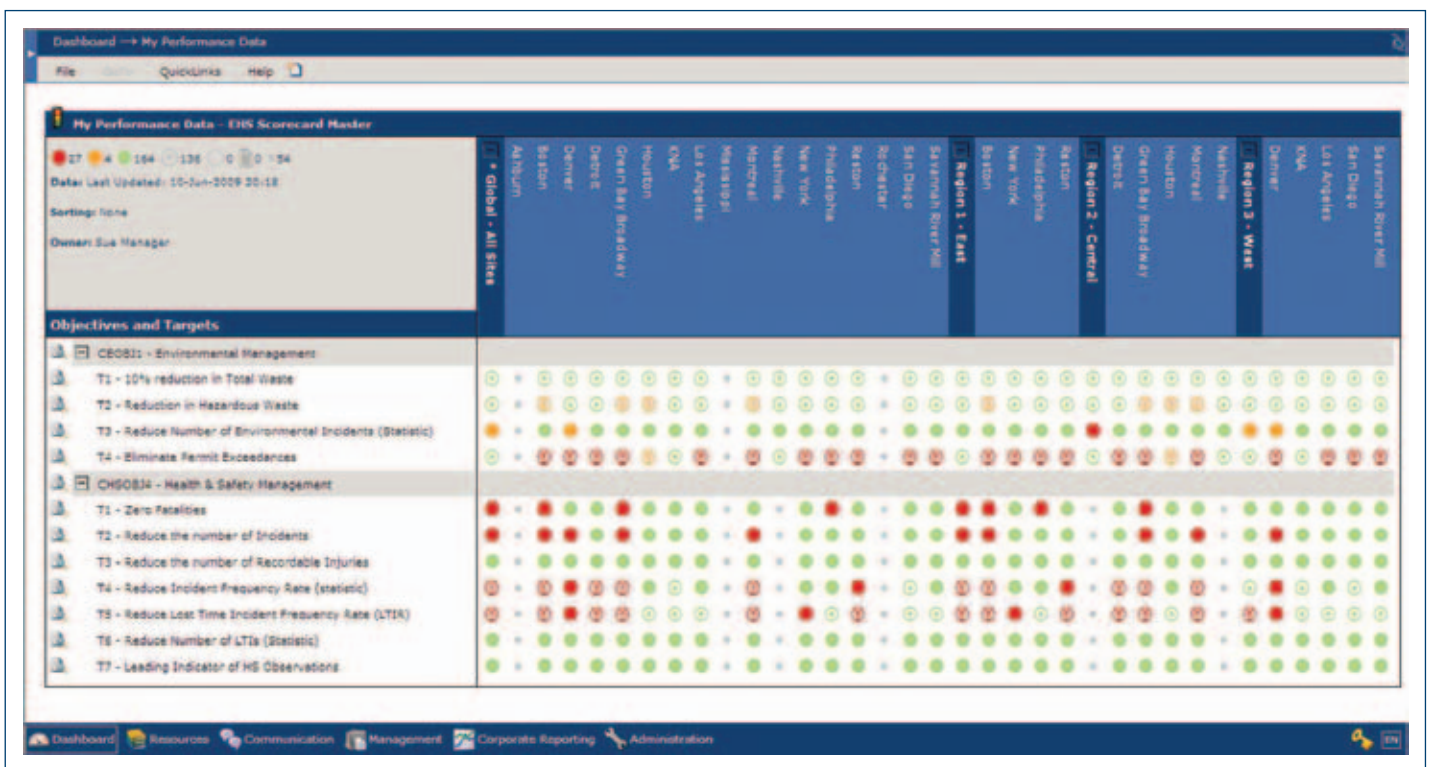 Dashboard → My Performance Data
File QuickLinks Help
My Performance Data - EHS Scorecard Master
27 4 164 136 0 0 54
Data: Last Updated: 10-Jun-2009 20:18
Sorting: None
Owner: Sue Manager
* Global - All Sites
Ashburn
Boston
Denver
Detroit
Green Bay Broadway
Houston
KNA
Los Angeles
Mississippi
Montreal
Nashville
New York
Philadelphia
Reston
Rochester
San Diego
Savannah River Mill
Region 1 - East
Boston
New York
Philadelphia
Reston
Region 2 - Central
Detroit
Green Bay Broadway
Houston
Montreal
Nashville
Region 3 - West
Denver
KNA
Los Angeles
San Diego
Savannah River Mill
Objectives and Targets
CEOBJ1 - Environmental Management
T1 - 10% reduction in Total Waste
T2 - Reduction in Hazardous Waste
T3 - Reduce Number of Environmental Incidents (Statistic)
T4 - Eliminate Permit Exceedances
CHSOBJ4 - Health & Safety Management
T1 - Zero Fatalities
T2 - Reduce the number of Incidents
T3 - Reduce the number of Recordable Injuries
T4 - Reduce Incident Frequency Rate (statistic)
T5 - Reduce Lost Time Incident Frequency Rate (LTIR)
T6 - Reduce Number of LTIs (Statistic)
T7 - Leading Indicator of HS Observations
Dashboard Resources Communication Management Corporate Reporting Administration EN